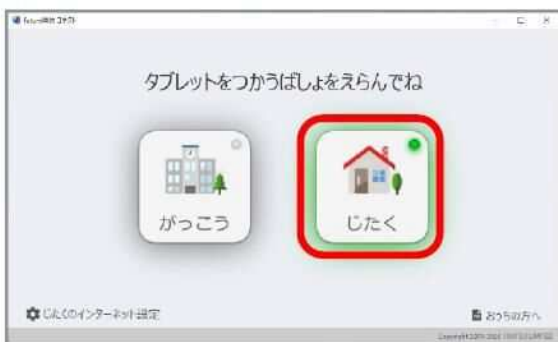 タブレットをつかうばしょをえらんでね
がっこう
じたく
じたくのインターネット設定
おうちの方へ